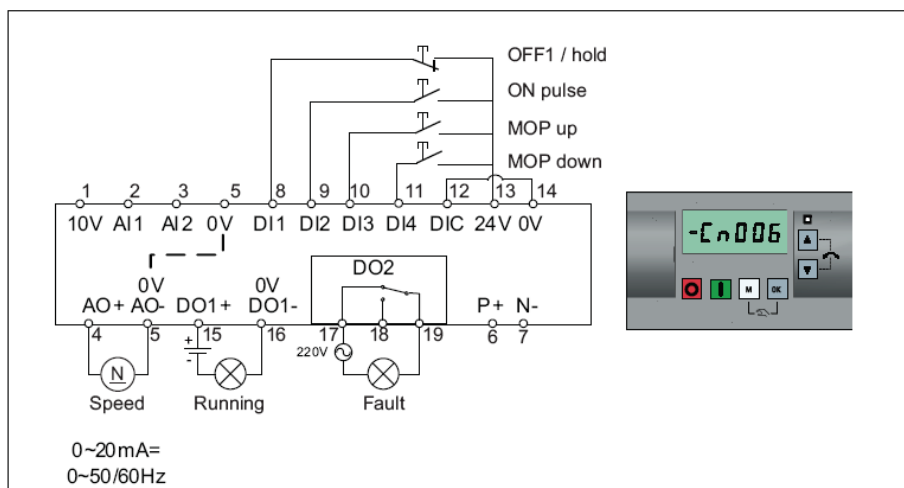 OFF1 / hold
ON pulse
MOP up
MOP down
1 2 3 5 8 9 10 11 12 13 14
10V AI1 AI2 0V DI1 DI2 DI3 DI4 DIC 24V 0V
-Cn006
DO2
0V 0V
AO+ AO- DO1+ DO1- P+ N-
4 5 15 16 17 18 19 6 7
+
-
220V
N
M OK
Speed Running Fault
0~20mA=
0~50/60Hz